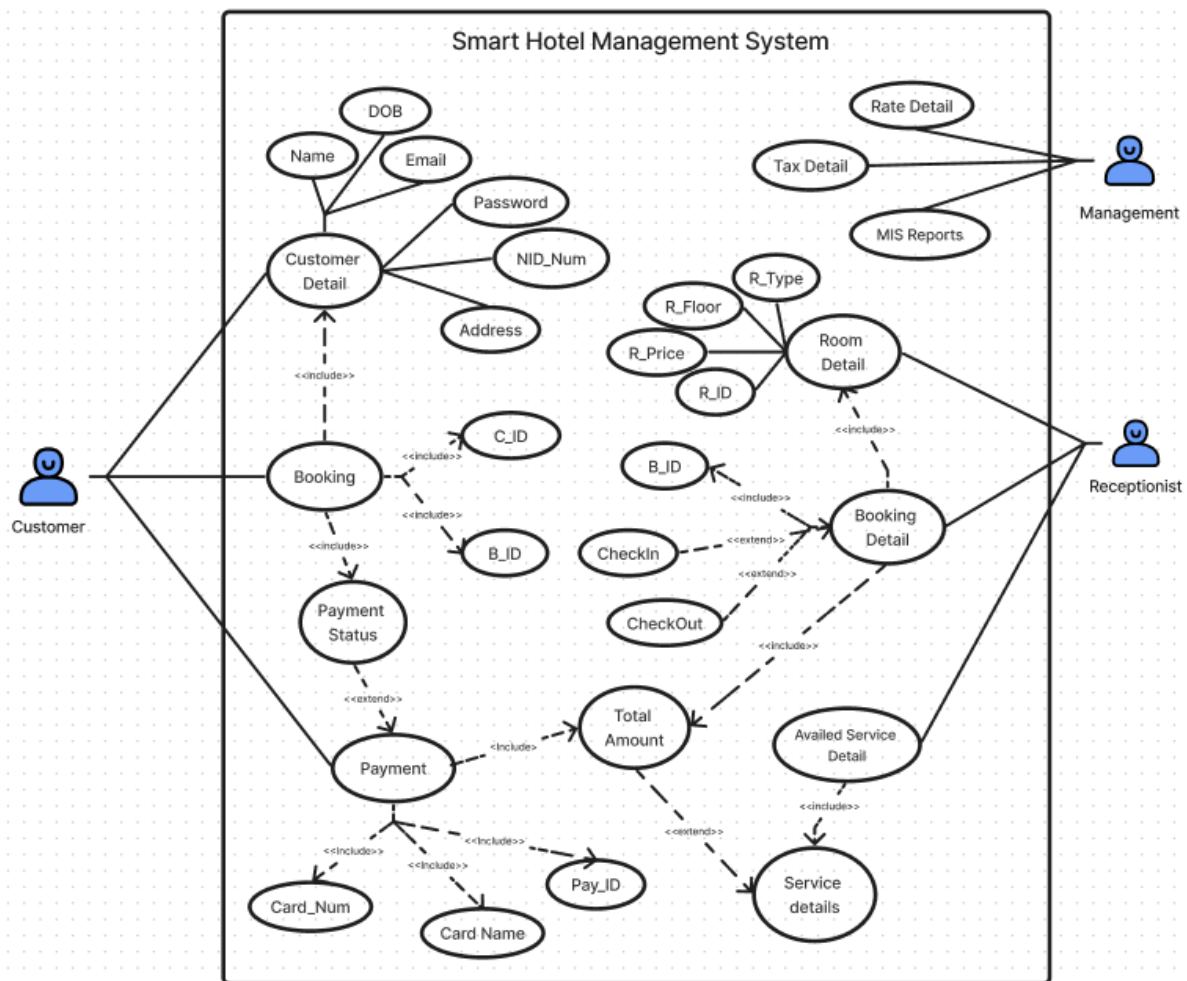 Smart Hotel Management System
DOB
Name
Email
Password
Customer
Detail
NID_Num
Address
<<include>>
Rate Detail
Tax Detail
MIS Reports
Management
R_Type
R_Floor
R_Price
R_ID
Room
Detail
<<include>>
Customer
Booking
<<include>>
C_ID
<<include>>
B_ID
<<include>>
Payment
Status
<<extend>>
Payment
<Include>
Total
Amount
<<Include>>
Card_Num
<<Include>>
Card Name
<<Include>>
Pay_ID
B_ID
<<include>>
CheckIn
<<extend>>
<<extend>>
CheckOut
Booking
Detail
Receptionist
<<include>>
Availed Service
Detail
<<include>>
<<extend>>
Service
details